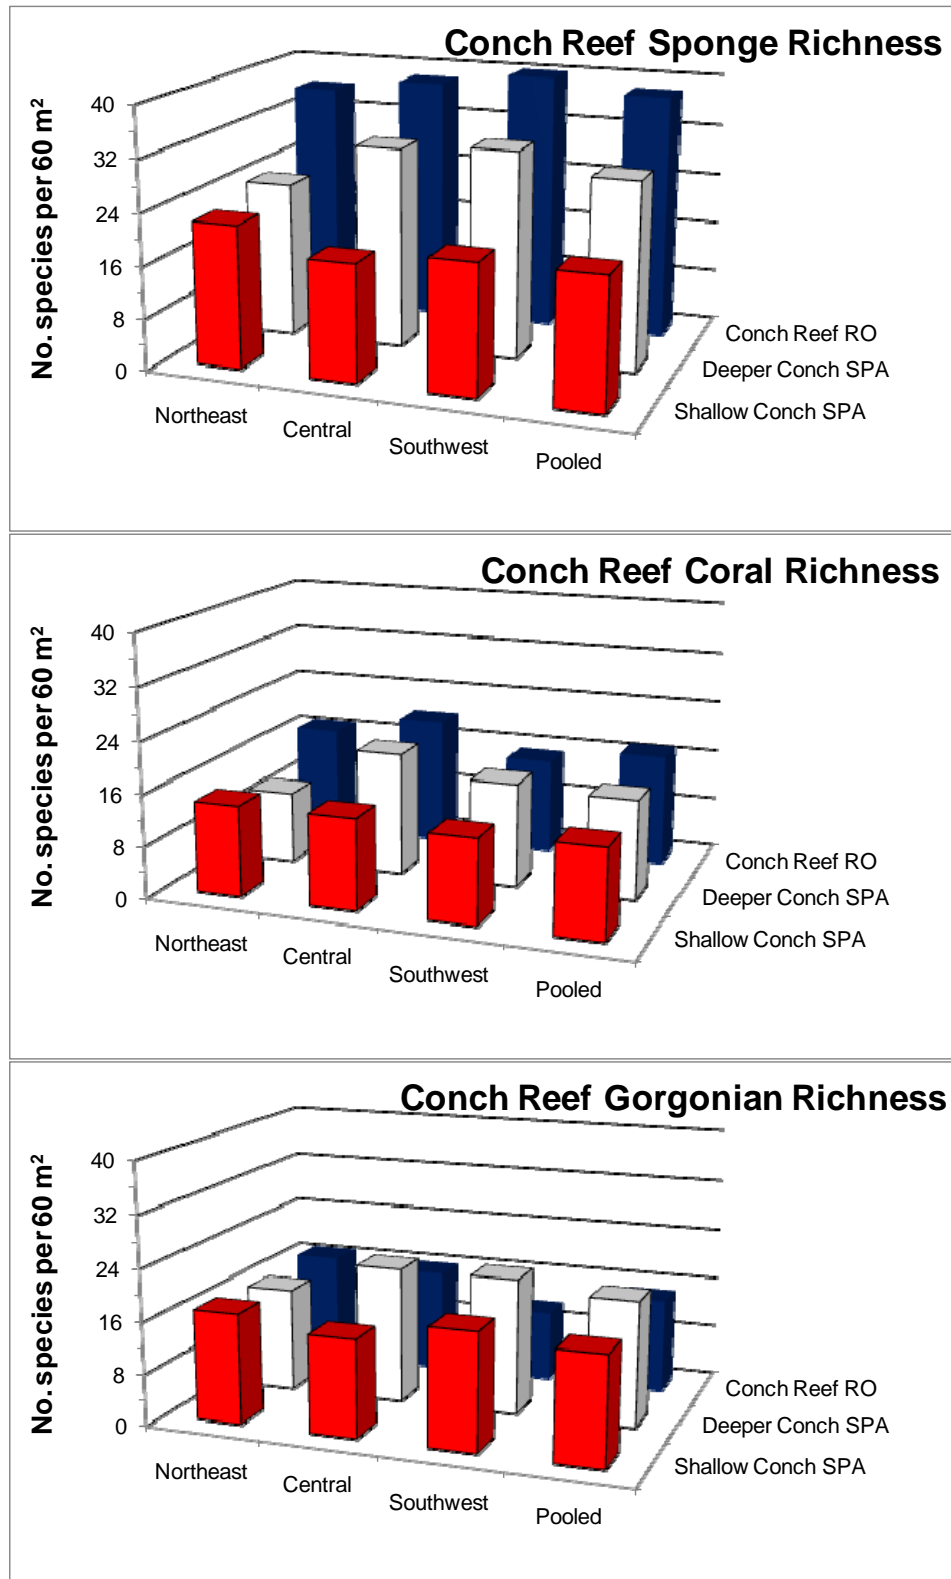 Conch Reef Sponge Richness
No. species per 60 m²
40
32
24
16
8
0
Northeast
Central
Southwest
Pooled
Conch Reef RO
Deeper Conch SPA
Shallow Conch SPA
Conch Reef Coral Richness
No. species per 60 m²
40
32
24
16
8
0
Northeast
Central
Southwest
Pooled
Conch Reef RO
Deeper Conch SPA
Shallow Conch SPA
Conch Reef Gorgonian Richness
No. species per 60 m²
40
32
24
16
8
0
Northeast
Central
Southwest
Pooled
Conch Reef RO
Deeper Conch SPA
Shallow Conch SPA